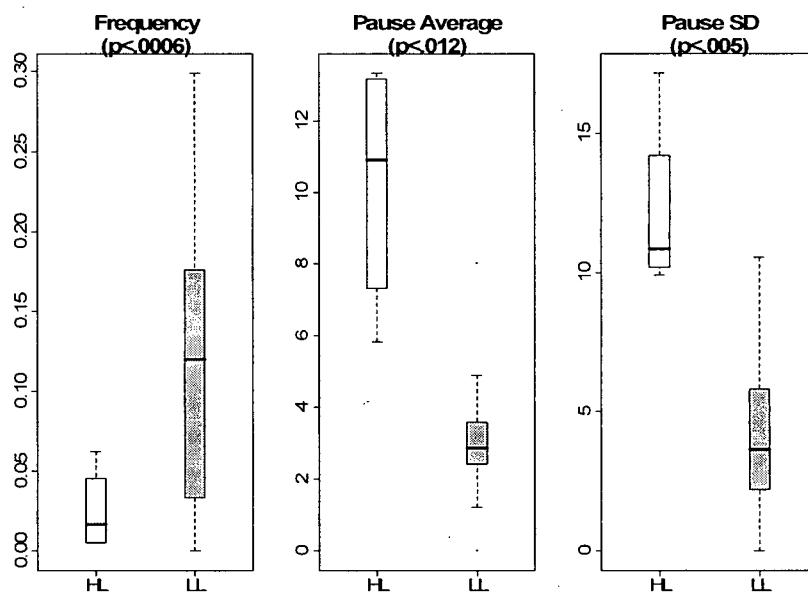 Frequency
(p<.0006)
0.30
0.25
0.20
0.15
0.10
0.05
0.00
HL
LL
Pause Average
(p<.012)
12
10
8
6
4
2
0
HL
LL
Pause SD
(p<.005)
15
10
5
0
HL
LL